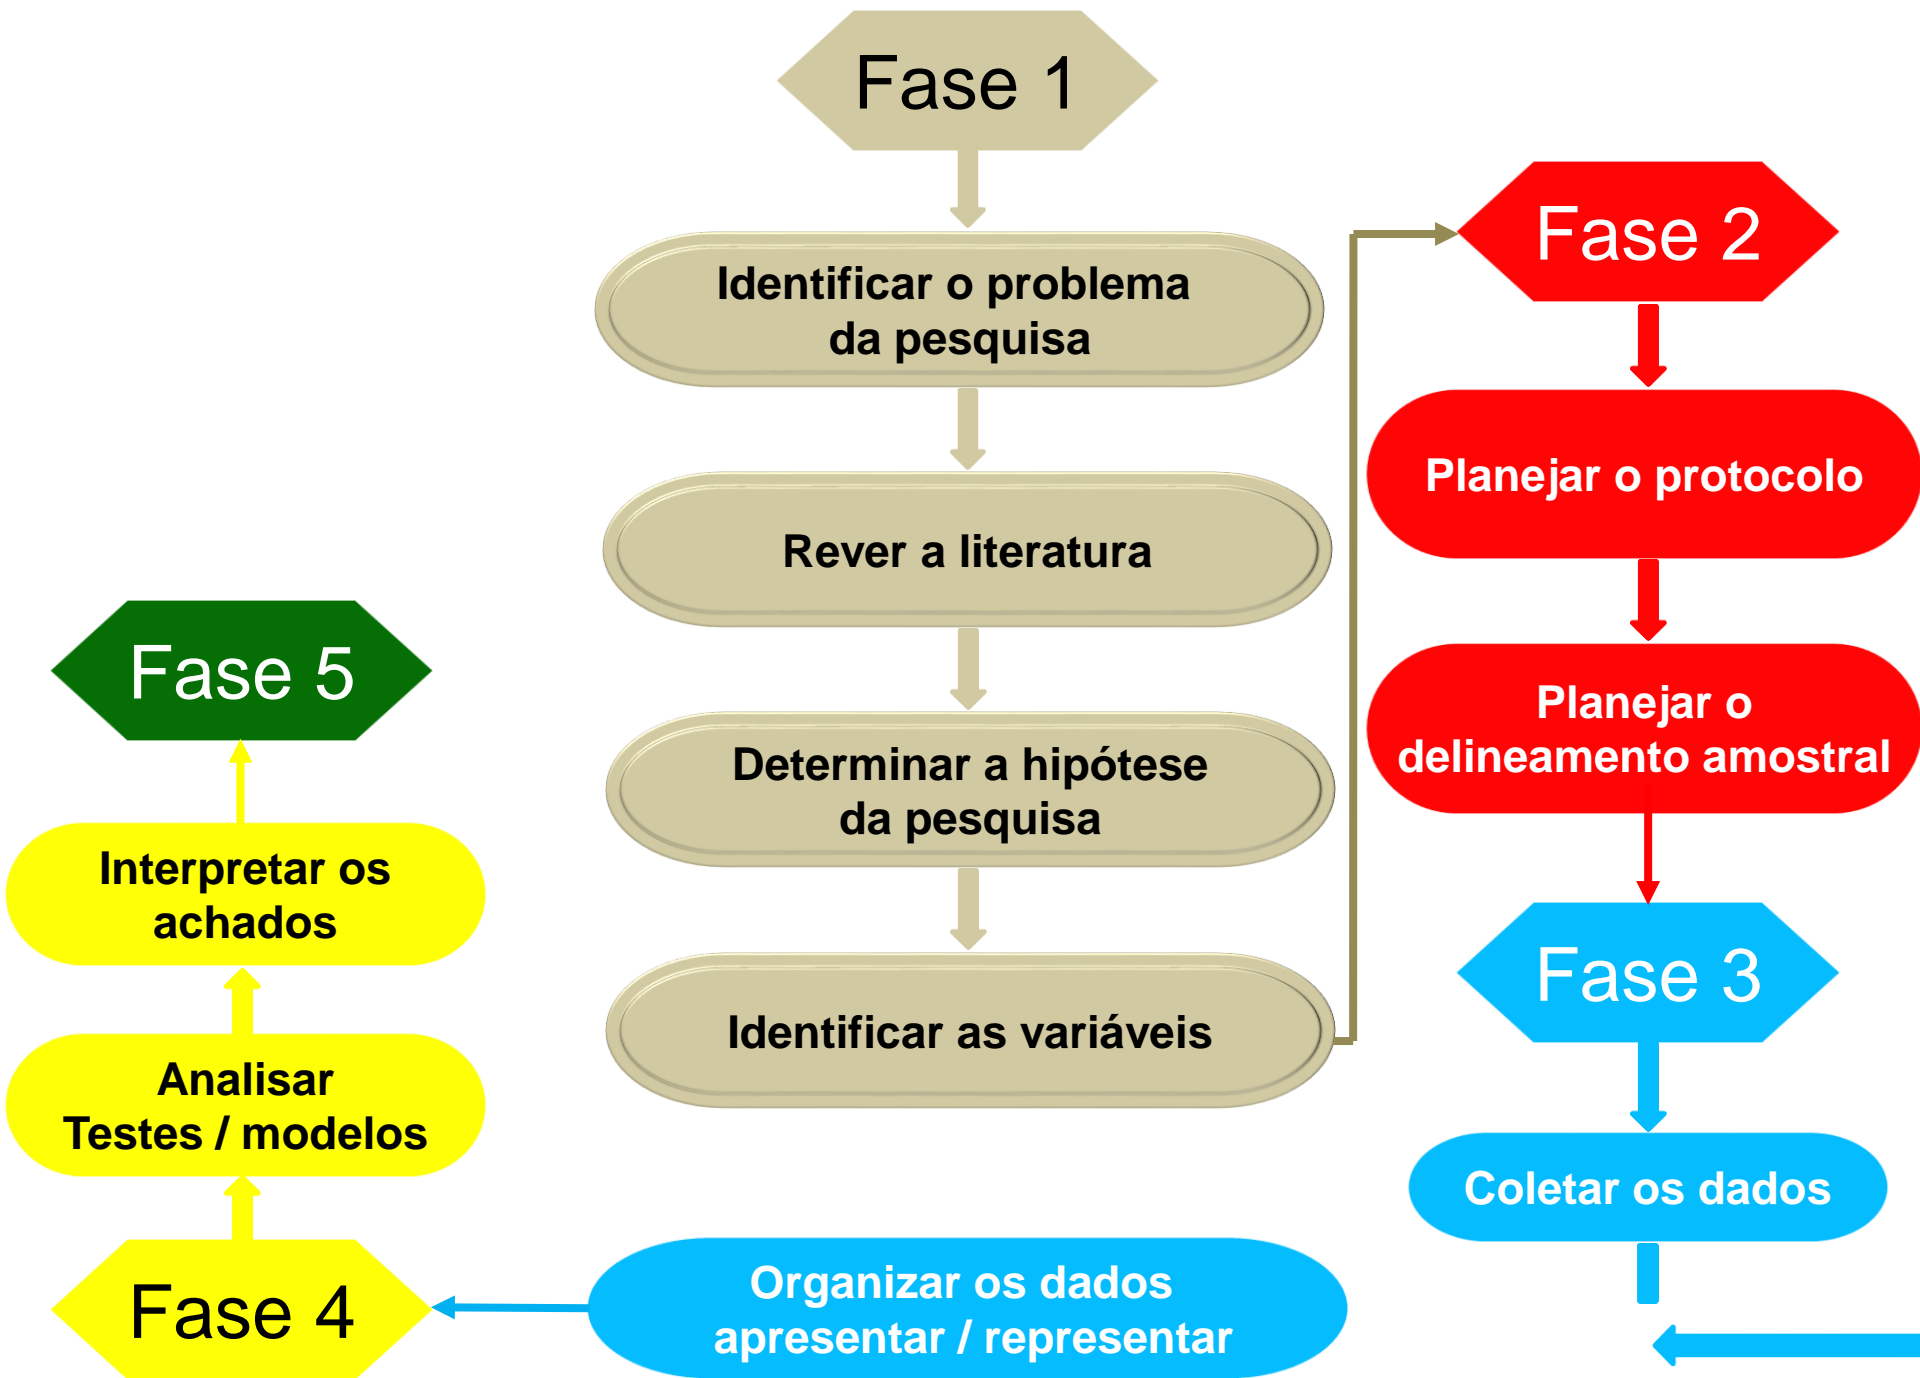 Fase 1
Identificar o problema
da pesquisa
Rever a literatura
Determinar a hipótese
da pesquisa
Identificar as variáveis
Fase 2
Planejar o protocolo
Planejar o
delineamento amostral
Fase 3
Coletar os dados
Organizar os dados
apresentar / representar
Fase 4
Analisar
Testes / modelos
Interpretar os
achados
Fase 5